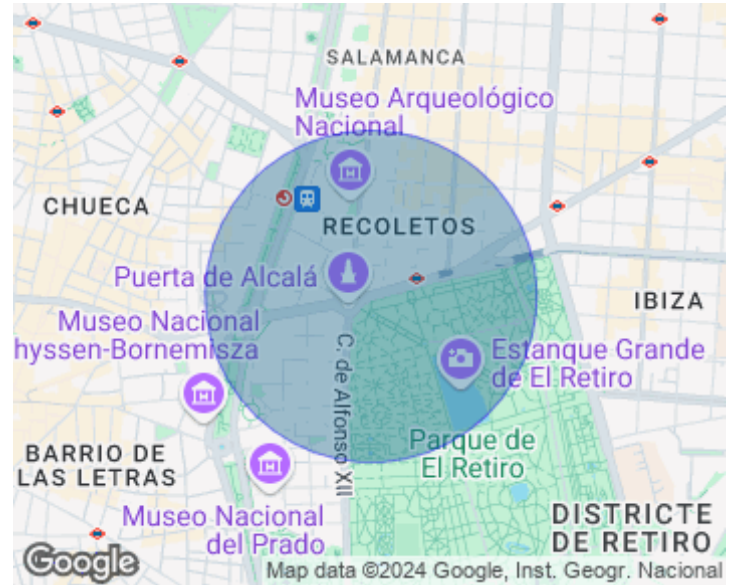 SALAMANCA
Museo Arqueológico
Nacional
CHUECA
RECOLETOS
Puerta de Alcalá
IBIZA
Museo Nacional
hyssen-Bornemisza
C. de Alfonso XII
Estanque Grande
de El Retiro
BARRIO DE
LAS LETRAS
Parque de
El Retiro
Museo Nacional
del Prado
DISTRICTE
DE RETIRO
Google
Map data ©2024 Google, Inst. Geogr. Nacional